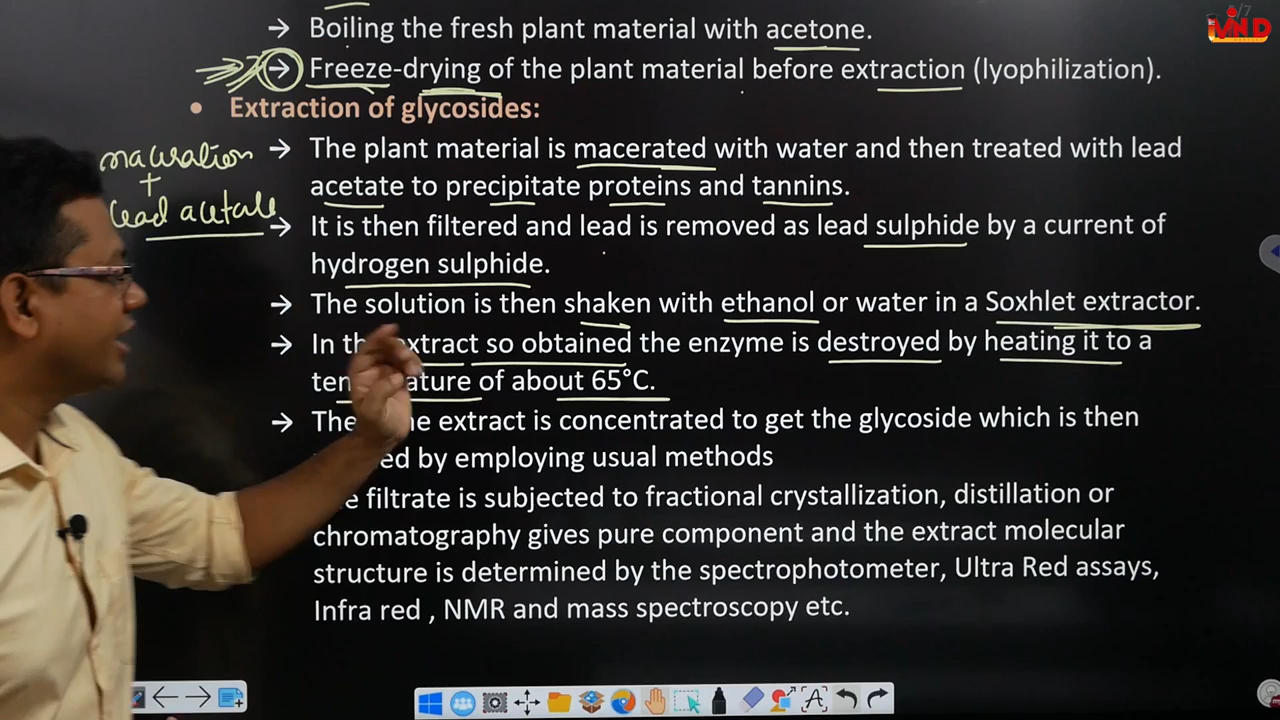 → Boiling the fresh plant material with acetone.
→ Freeze-drying of the plant material before extraction (lyophilization).
• Extraction of glycosides:
→ The plant material is macerated with water and then treated with lead
acetate to precipitate proteins and tannins.
maceration
+
lead acetate
→ It is then filtered and lead is removed as lead sulphide by a current of
hydrogen sulphide.
→ The solution is then shaken with ethanol or water in a Soxhlet extractor.
→ In extract so obtained the enzyme is destroyed by heating it to a
of about 65°C.
→ extract is concentrated to get the glycoside which is then
by employing usual methods
filtrate is subjected to fractional crystallization, distillation or
chromatography gives pure component and the extract molecular
structure is determined by the spectrophotometer, Ultra Red assays,
Infra red , NMR and mass spectroscopy etc.